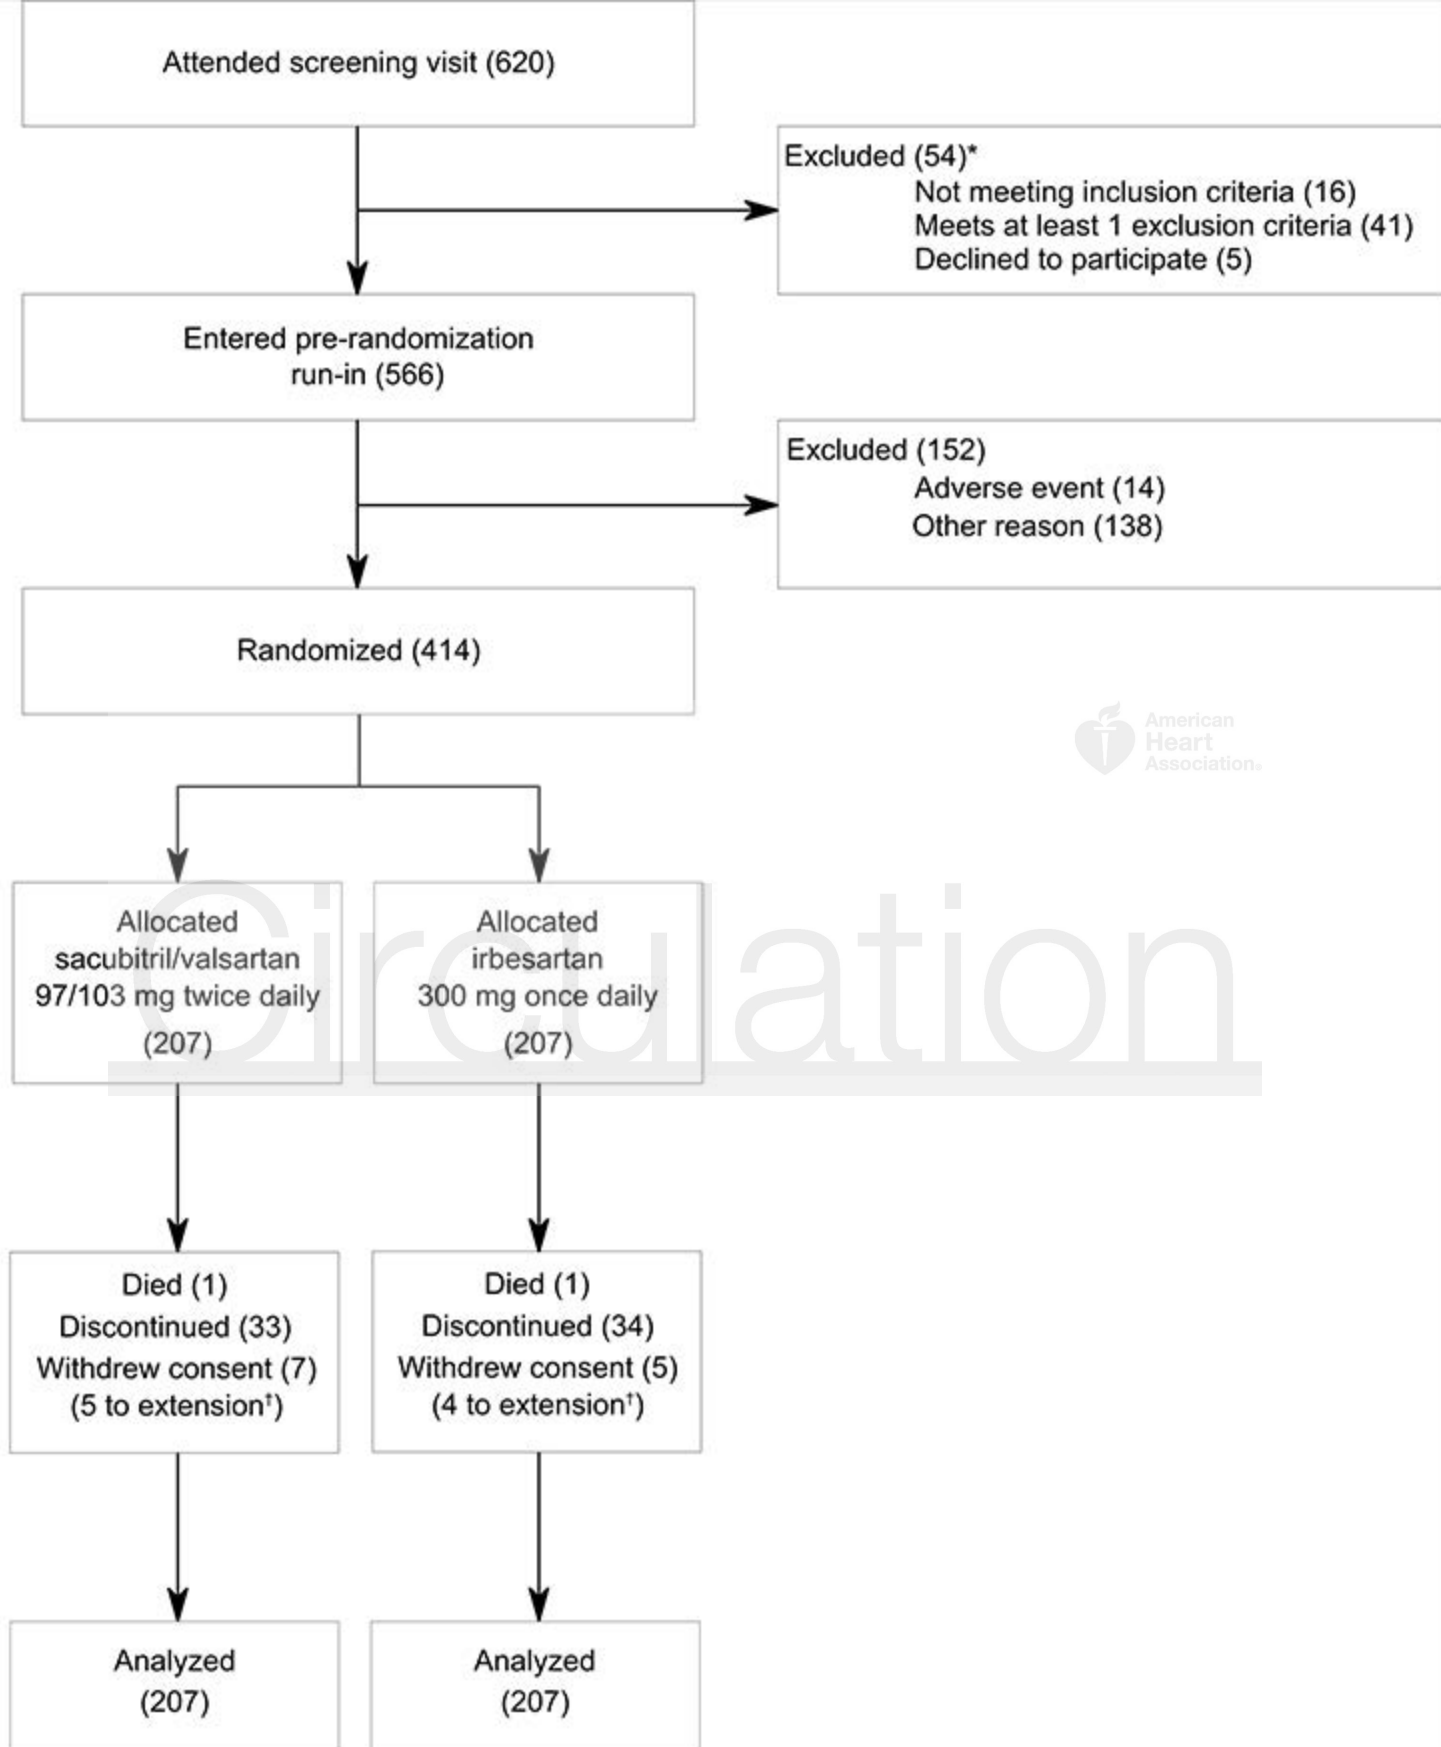 Attended screening visit (620)
Excluded (54)*
Not meeting inclusion criteria (16)
Meets at least 1 exclusion criteria (41)
Declined to participate (5)
Entered pre-randomization
run-in (566)
Excluded (152)
Adverse event (14)
Other reason (138)
Randomized (414)
American
Heart
Association®
Circulation
Allocated
sacubitril/valsartan
97/103 mg twice daily
(207)
Allocated
irbesartan
300 mg once daily
(207)
Died (1)
Discontinued (33)
Withdrew consent (7)
(5 to extension†)
Died (1)
Discontinued (34)
Withdrew consent (5)
(4 to extension†)
Analyzed
(207)
Analyzed
(207)